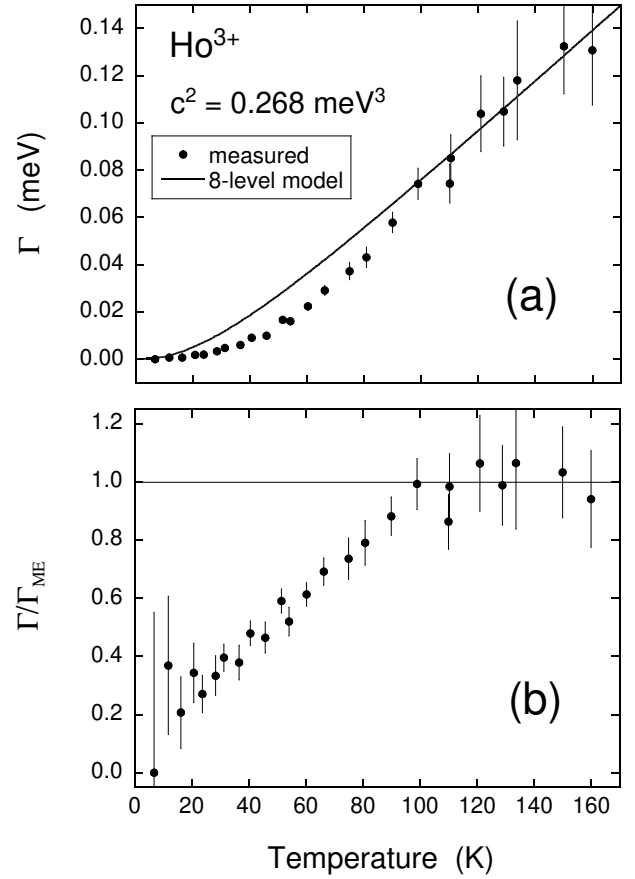 0.14
0.12
0.10
0.08
0.06
0.04
0.02
0.00
Γ (meV)
Ho³⁺
c² = 0.268 meV³
measured
8-level model
(a)
1.2
1.0
0.8
0.6
0.4
0.2
0.0
Γ/Γ_ME
(b)
0 20 40 60 80 100 120 140 160
Temperature (K)